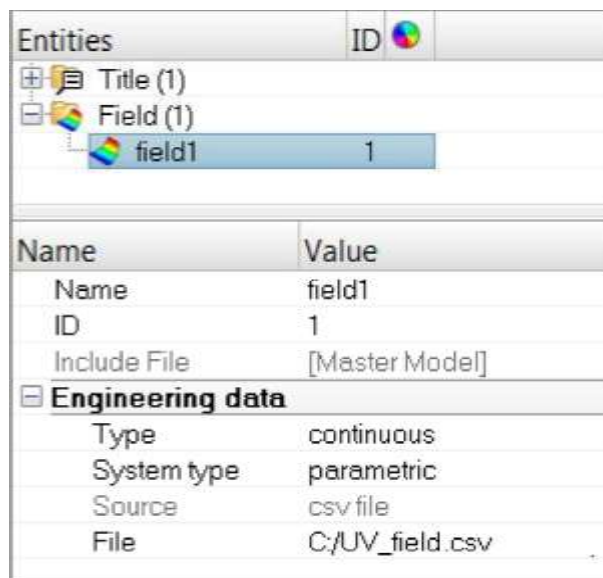 Entities ID
Title (1)
Field (1)
field1 1
Name Value
Name field1
ID 1
Include File [Master Model]
Engineering data
Type continuous
System type parametric
Source csv file
File C:/UV_field.csv